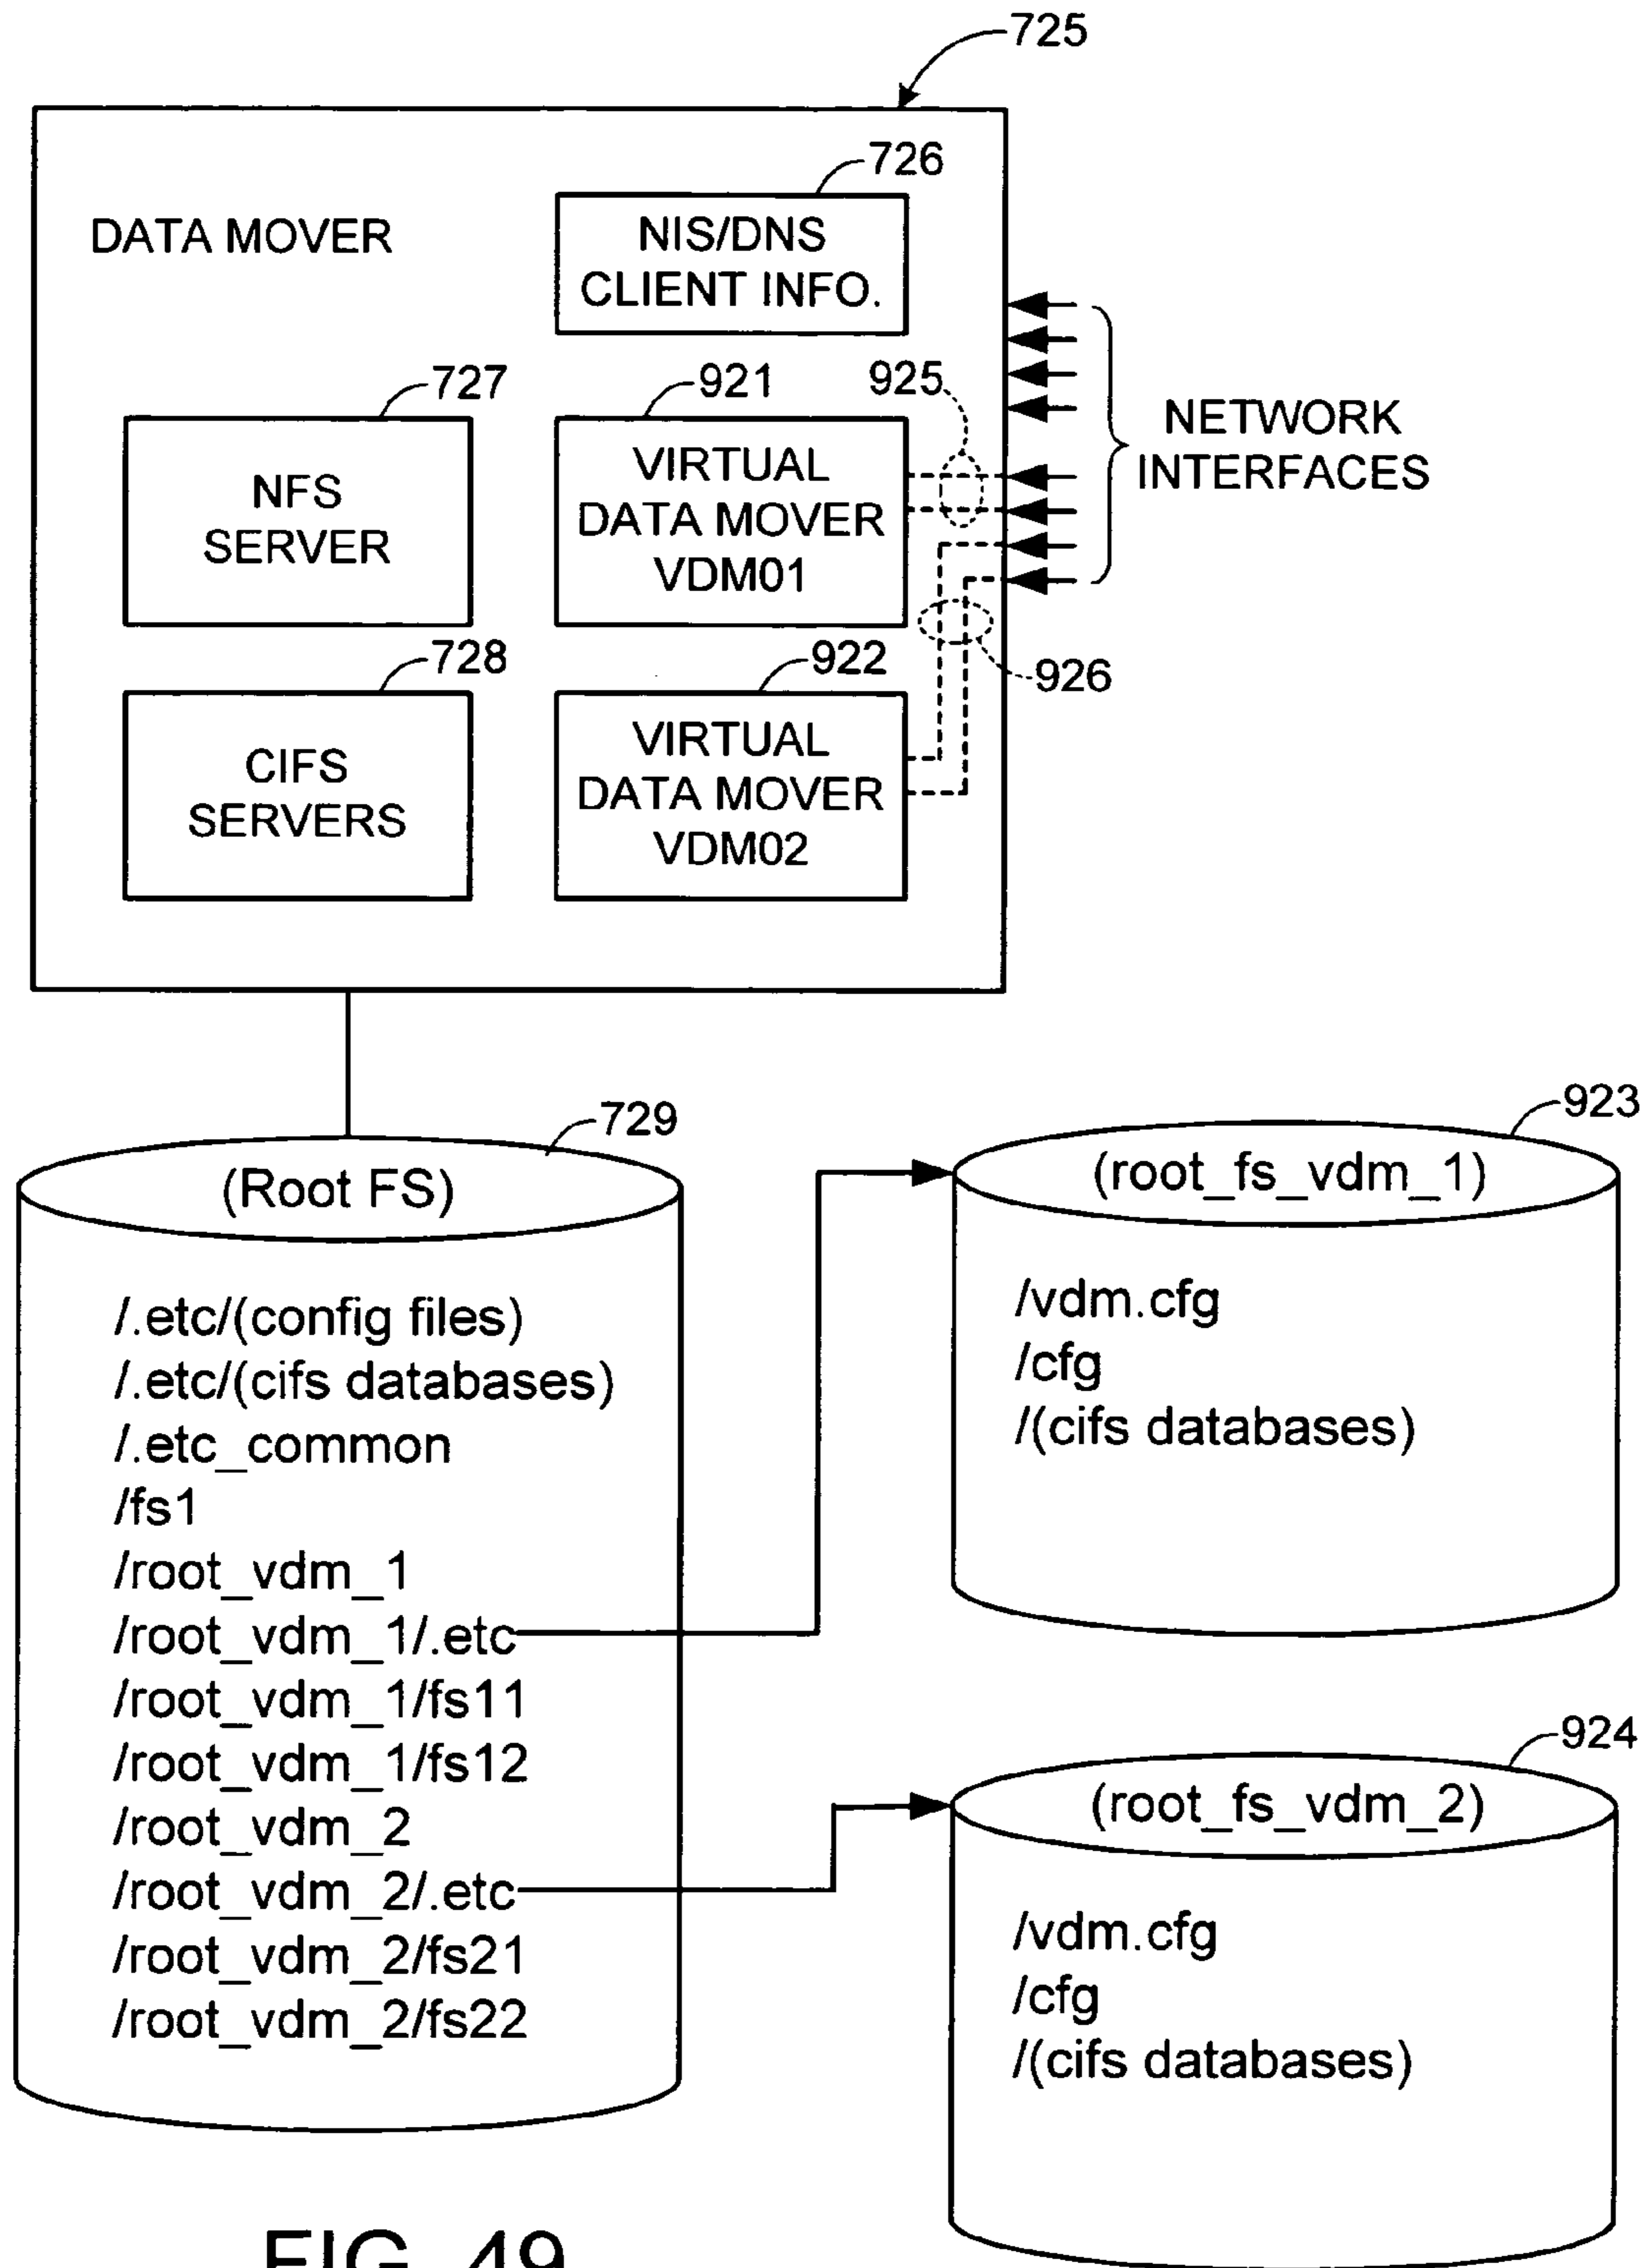 725
DATA MOVER
726
NIS/DNS
CLIENT INFO.
727
NFS
SERVER
921
VIRTUAL
DATA MOVER
VDM01
925
NETWORK
INTERFACES
728
CIFS
SERVERS
922
VIRTUAL
DATA MOVER
VDM02
926
729
(Root FS)
/.etc/(config files)
/.etc/(cifs databases)
/.etc_common
/fs1
/root_vdm_1
/root_vdm_1/.etc
/root_vdm_1/fs11
/root_vdm_1/fs12
/root_vdm_2
/root_vdm_2/.etc
/root_vdm_2/fs21
/root_vdm_2/fs22
923
(root_fs_vdm_1)
/vdm.cfg
/cfg
/(cifs databases)
924
(root_fs_vdm_2)
/vdm.cfg
/cfg
/(cifs databases)
FIG. 49